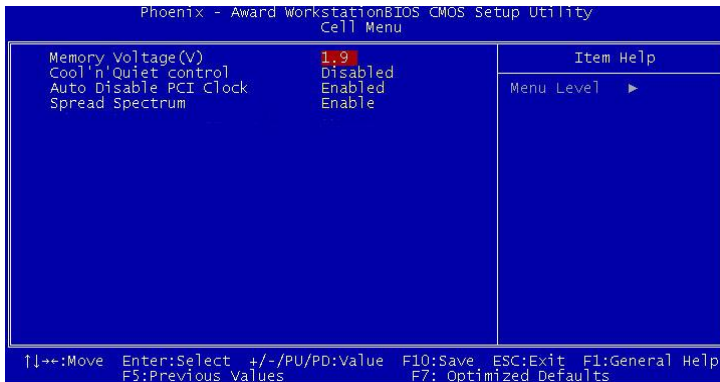 Phoenix - Award WorkstationBIOS CMOS Setup Utility
Cell Menu
Memory Voltage(V) 1.9
Cool'n'Quiet control Disabled
Auto Disable PCI Clock Enabled
Spread Spectrum Enable
Item Help
Menu Level ►
↑↓→←:Move Enter:Select +/-/PU/PD:Value F10:Save ESC:Exit F1:General Help
F5:Previous Values F7: Optimized Defaults